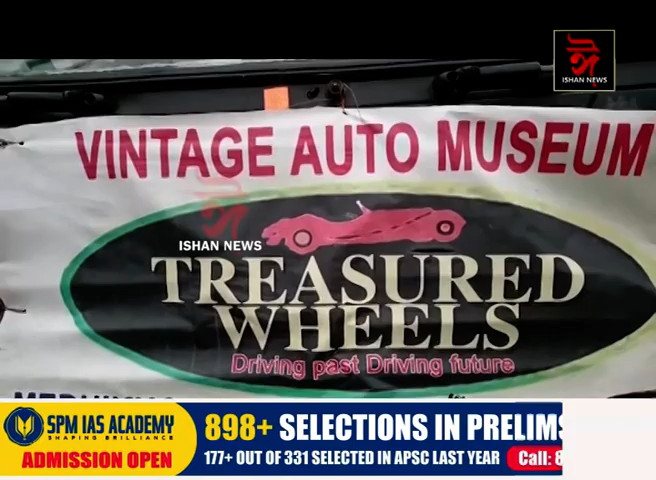 ISHAN NEWS
VINTAGE AUTO MUSEUM
ISHAN NEWS
TREASURED
WHEELS
Driving past Driving future
SPM IAS ACADEMY
SHAPING BRILLIANCE
ADMISSION OPEN
898+ SELECTIONS IN PRELIMS
177+ OUT OF 331 SELECTED IN APSC LAST YEAR
Call: 8